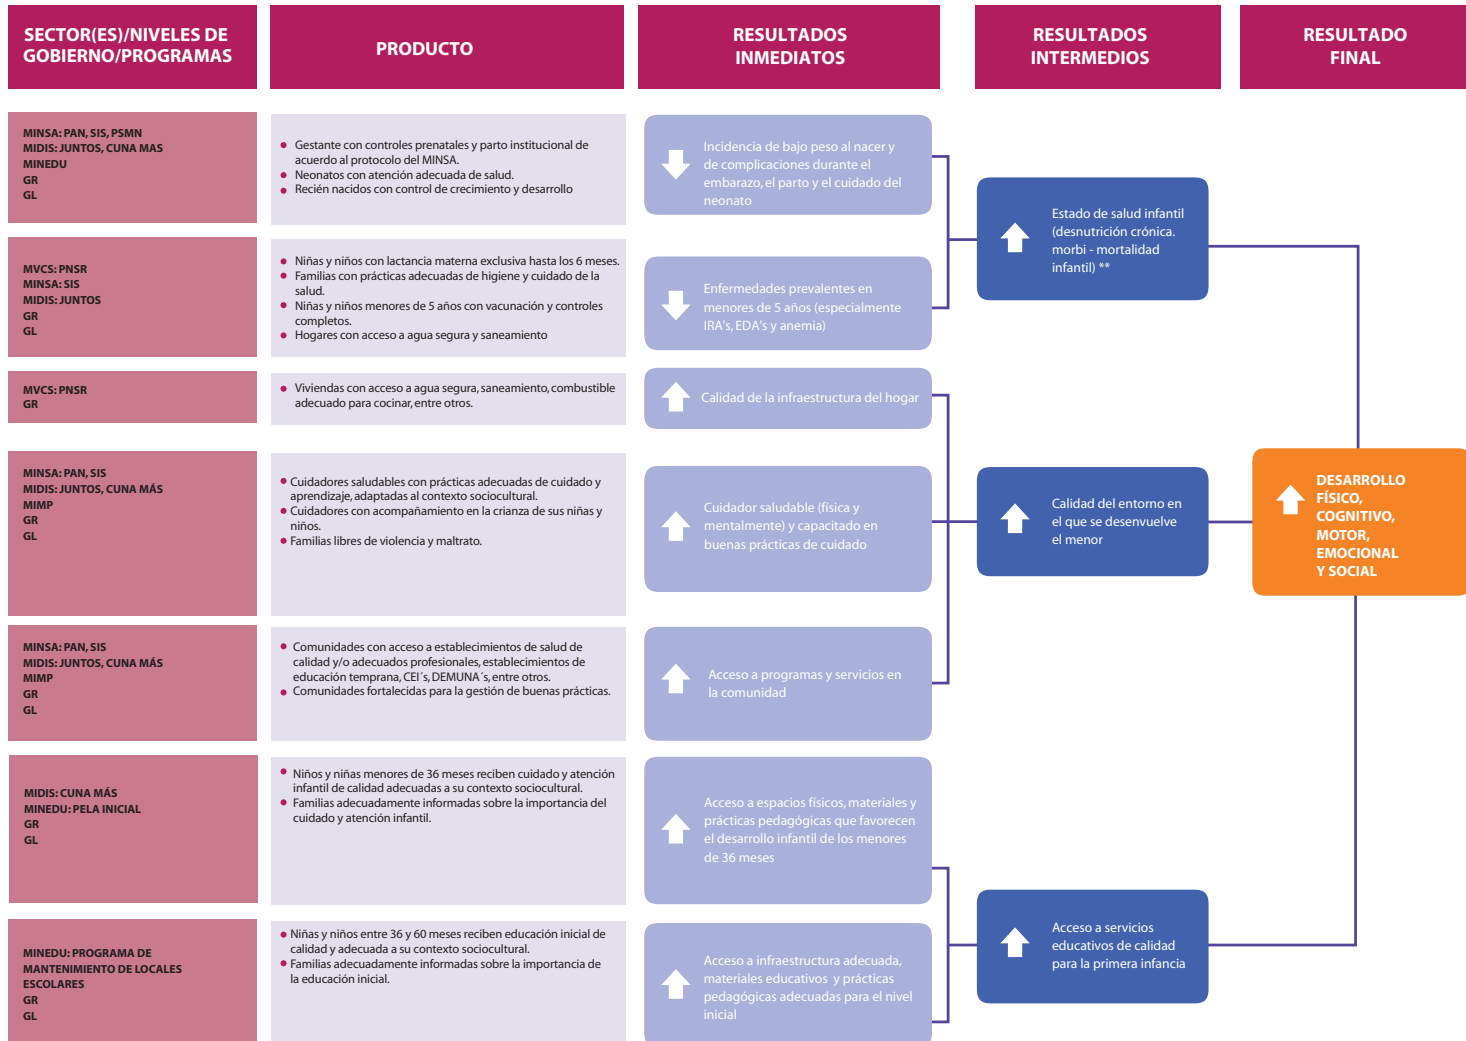 SECTOR(ES)/NIVELES DE
GOBIERNO/PROGRAMAS
PRODUCTO
RESULTADOS
INMEDIATOS
RESULTADOS
INTERMEDIOS
RESULTADO
FINAL
MINSA: PAN, SIS, PSMN
MIDIS: JUNTOS, CUNA MAS
MINEDU
GR
GL
Gestante con controles prenatales y parto institucional de
acuerdo al protocolo del MINSA.
Neonatos con atención adecuada de salud.
Recién nacidos con control de crecimiento y desarrollo
Incidencia de bajo peso al nacer y
de complicaciones durante el
embarazo, el parto y el cuidado del
neonato
MVCS: PNSR
MINSA: SIS
MIDIS: JUNTOS
GR
GL
Niñas y niños con lactancia materna exclusiva hasta los 6 meses.
Familias con prácticas adecuadas de higiene y cuidado de la
salud.
Niñas y niños menores de 5 años con vacunación y controles
completos.
Hogares con acceso a agua segura y saneamiento
Enfermedades prevalentes en
menores de 5 años (especialmente
IRA's, EDA's y anemia)
Estado de salud infantil
(desnutrición crónica.
morbi - mortalidad
infantil) **
MVCS: PNSR
GR
Viviendas con acceso a agua segura, saneamiento, combustible
adecuado para cocinar, entre otros.
Calidad de la infraestructura del hogar
MINSA: PAN, SIS
MIDIS: JUNTOS, CUNA MÁS
MIMP
GR
GL
Cuidadores saludables con prácticas adecuadas de cuidado y
aprendizaje, adaptadas al contexto sociocultural.
Cuidadores con acompañamiento en la crianza de sus niñas y
niños.
Familias libres de violencia y maltrato.
Cuidador saludable (física y
mentalmente) y capacitado en
buenas prácticas de cuidado
Calidad del entorno en
el que se desenvuelve
el menor
DESARROLLO
FÍSICO,
COGNITIVO,
MOTOR,
EMOCIONAL
Y SOCIAL
MINSA: PAN, SIS
MIDIS: JUNTOS, CUNA MÁS
MIMP
GR
GL
Comunidades con acceso a establecimientos de salud de
calidad y/o adecuados profesionales, establecimientos de
educación temprana, CEI´s, DEMUNA´s, entre otros.
Comunidades fortalecidas para la gestión de buenas prácticas.
Acceso a programas y servicios en
la comunidad
MIDIS: CUNA MÁS
MINEDU: PELA INICIAL
GR
GL
Niños y niñas menores de 36 meses reciben cuidado y atención
infantil de calidad adecuadas a su contexto sociocultural.
Familias adecuadamente informadas sobre la importancia del
cuidado y atención infantil.
Acceso a espacios físicos, materiales y
prácticas pedagógicas que favorecen
el desarrollo infantil de los menores
de 36 meses
MINEDU: PROGRAMA DE
MANTENIMIENTO DE LOCALES
ESCOLARES
GR
GL
Niñas y niños entre 36 y 60 meses reciben educación inicial de
calidad y adecuada a su contexto sociocultural.
Familias adecuadamente informadas sobre la importancia de
la educación inicial.
Acceso a infraestructura adecuada,
materiales educativos y prácticas
pedagógicas adecuadas para el nivel
inicial
Acceso a servicios
educativos de calidad
para la primera infancia